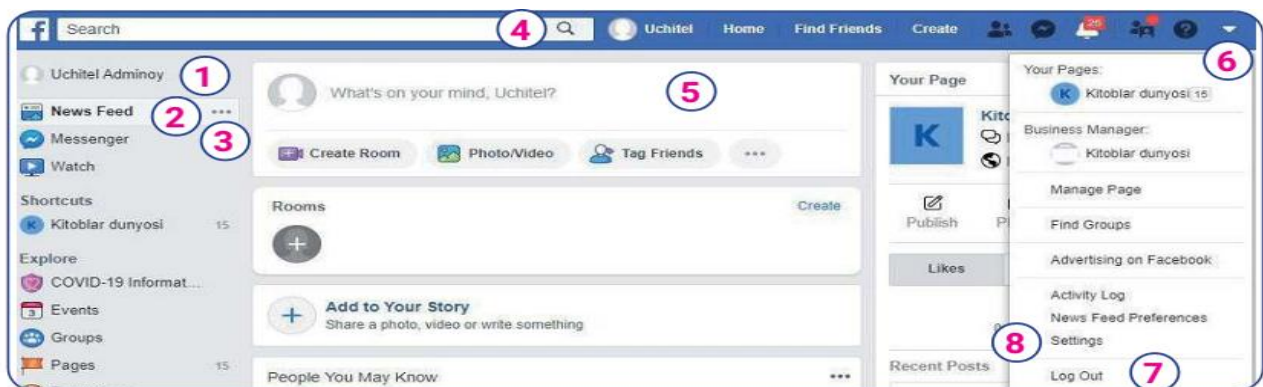 f Search 4 Uchitel Home Find Friends Create 26 ? 6
Uchitel Adminoy 1
News Feed 2 ...
Messenger 3
Watch
Shortcuts
K Kitoblar dunyosi 15
Explore
COVID-19 Informat...
3 Events
Groups
Pages 15
What's on your mind, Uchitel? 5
Create Room Photo/Video Tag Friends ...
Rooms Create
+
+ Add to Your Story
Share a photo, video or write something
People You May Know ...
Your Page
K
Publish
Likes
Recent Posts
Your Pages:
K Kitoblar dunyosi 15
Business Manager:
Kitoblar dunyosi
Manage Page
Find Groups
Advertising on Facebook
Activity Log
News Feed Preferences
8 Settings
Log Out 7